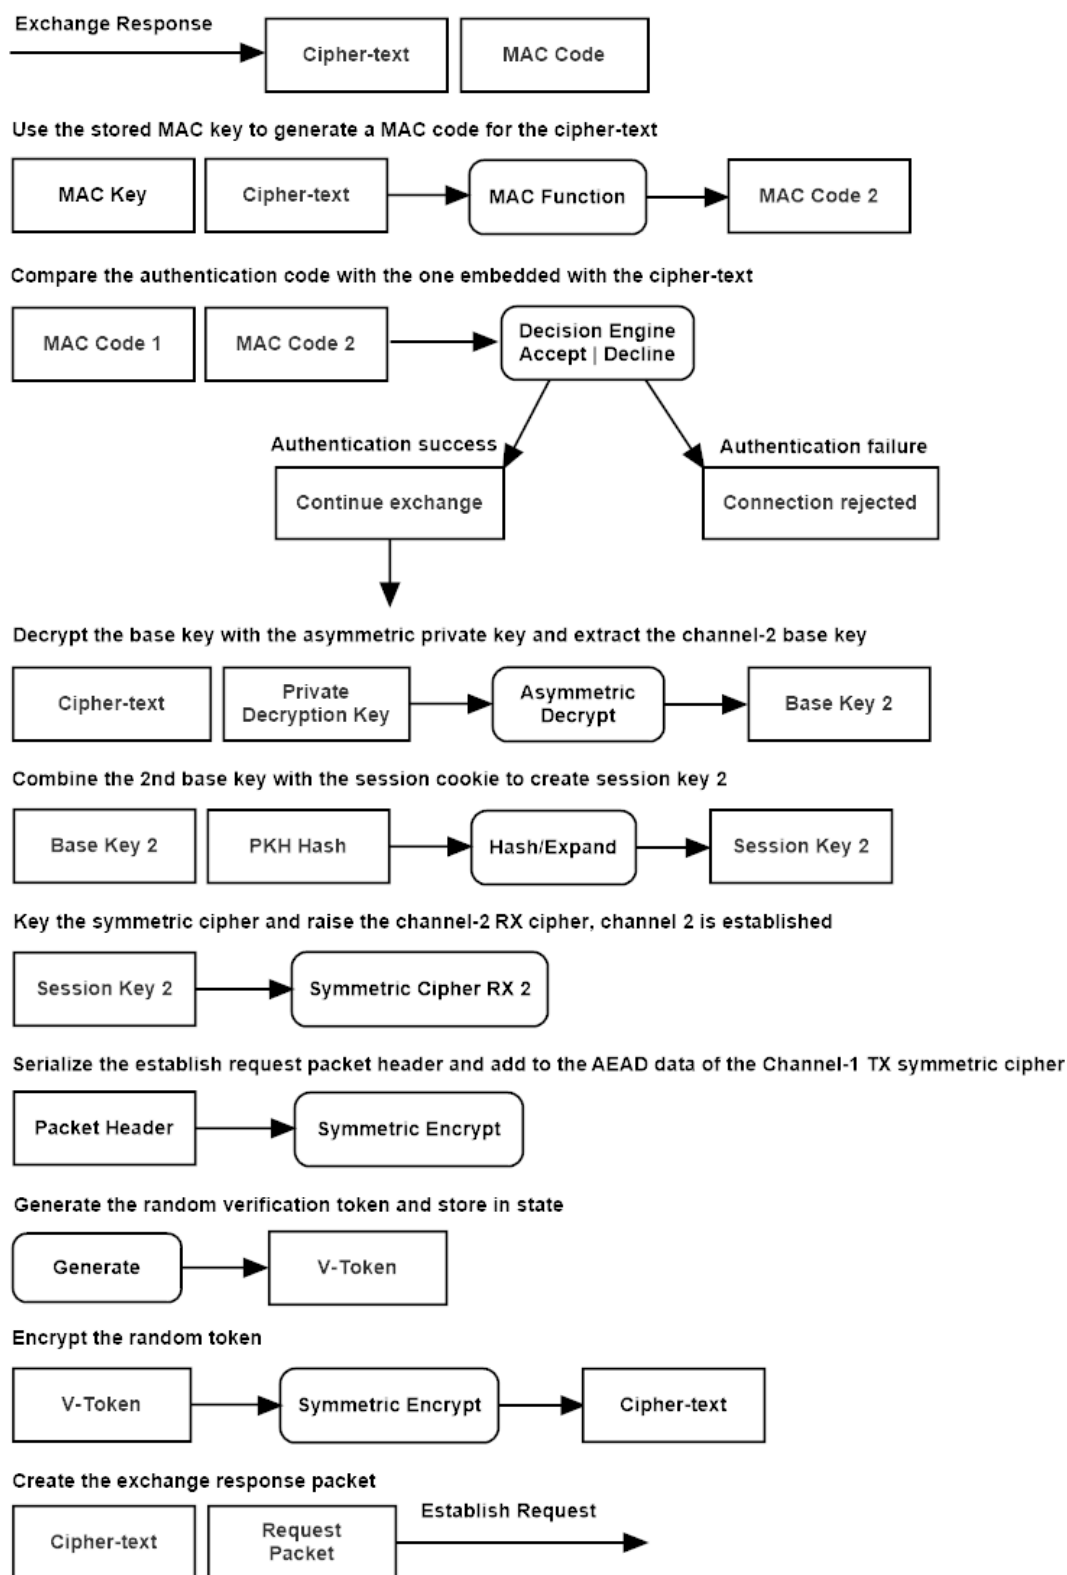 Exchange Response
Cipher-text
MAC Code
Use the stored MAC key to generate a MAC code for the cipher-text
MAC Key
Cipher-text
MAC Function
MAC Code 2
Compare the authentication code with the one embedded with the cipher-text
MAC Code 1
MAC Code 2
Decision Engine
Accept | Decline
Authentication success
Authentication failure
Continue exchange
Connection rejected
Decrypt the base key with the asymmetric private key and extract the channel-2 base key
Cipher-text
Private
Decryption Key
Asymmetric
Decrypt
Base Key 2
Combine the 2nd base key with the session cookie to create session key 2
Base Key 2
PKH Hash
Hash/Expand
Session Key 2
Key the symmetric cipher and raise the channel-2 RX cipher, channel 2 is established
Session Key 2
Symmetric Cipher RX 2
Serialize the establish request packet header and add to the AEAD data of the Channel-1 TX symmetric cipher
Packet Header
Symmetric Encrypt
Generate the random verification token and store in state
Generate
V-Token
Encrypt the random token
V-Token
Symmetric Encrypt
Cipher-text
Create the exchange response packet
Cipher-text
Request
Packet
Establish Request